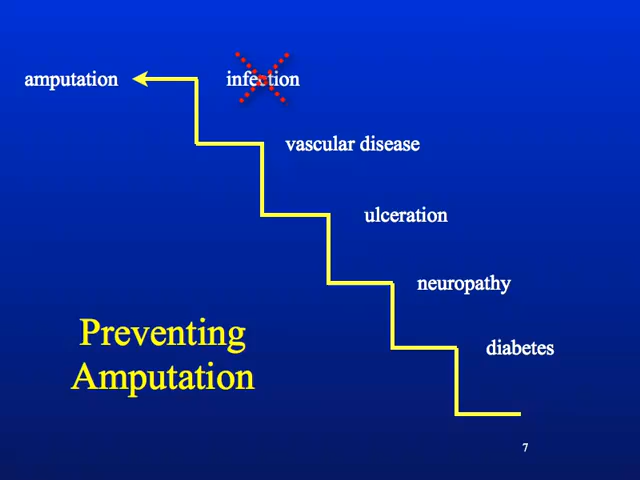 amputation
infection
vascular disease
ulceration
neuropathy
diabetes
Preventing
Amputation
7